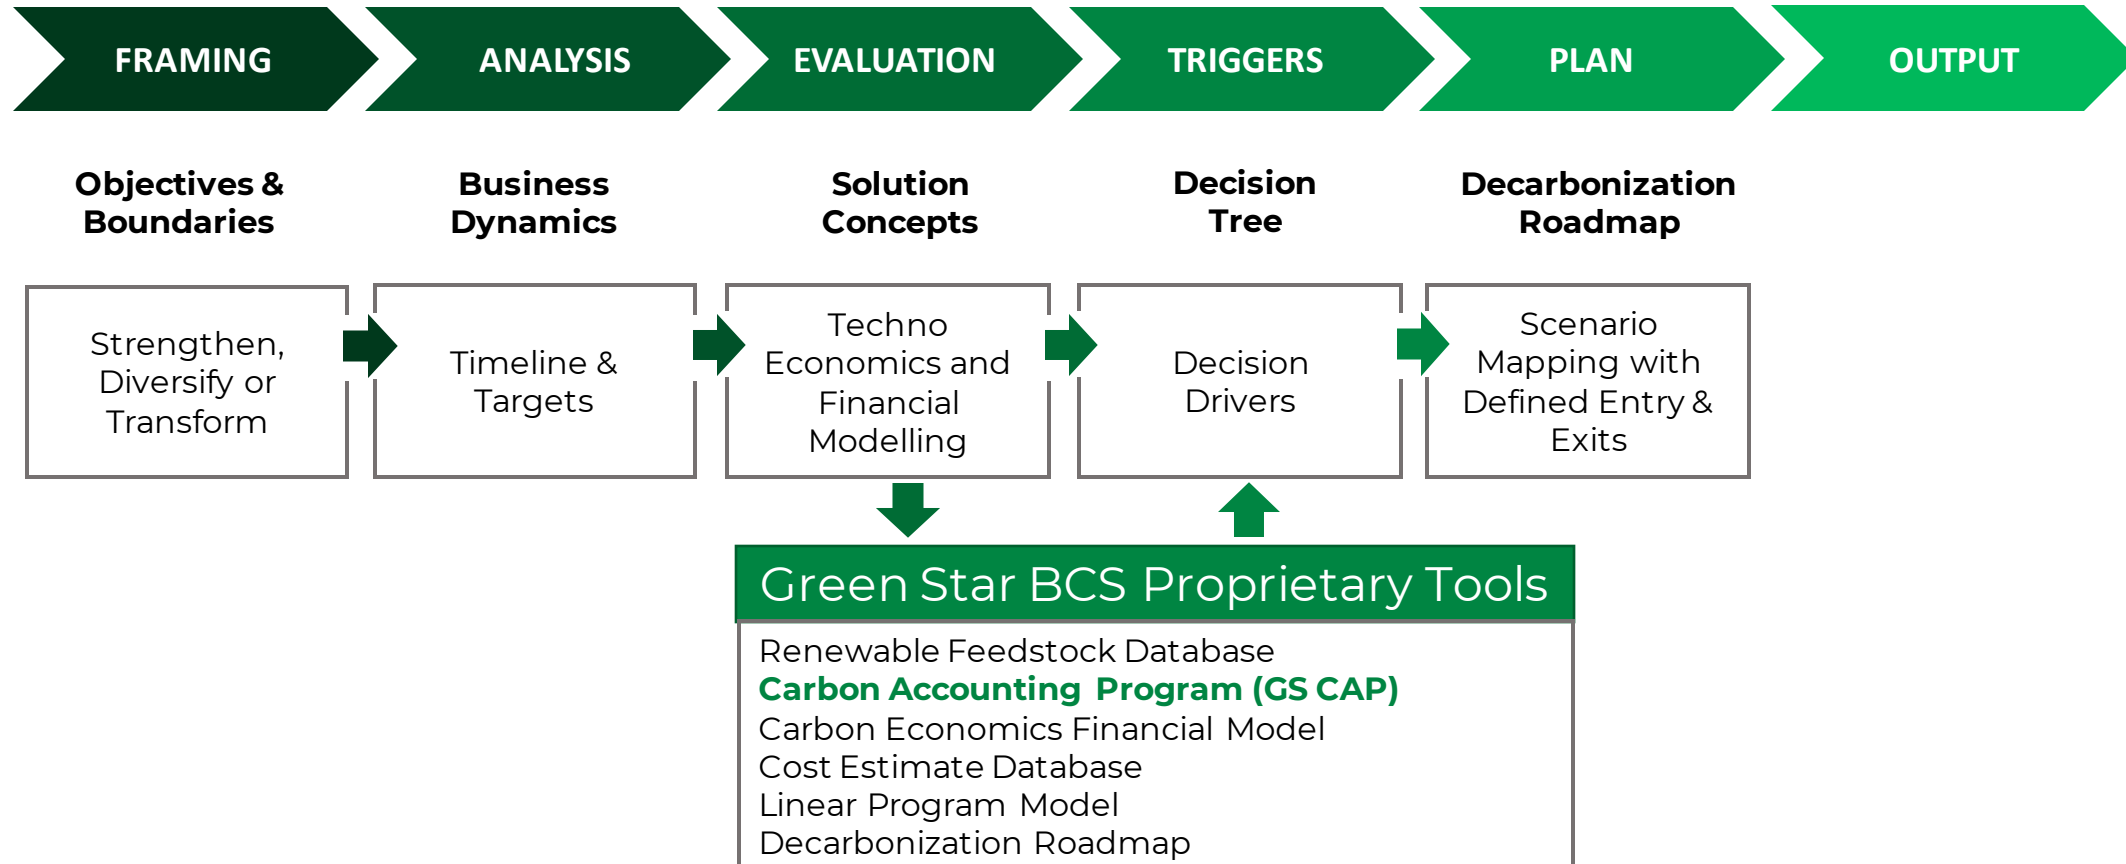 FRAMING
ANALYSIS
EVALUATION
TRIGGERS
PLAN
OUTPUT
Objectives &
Boundaries
Business
Dynamics
Solution
Concepts
Decision
Tree
Decarbonization
Roadmap
Strengthen,
Diversify or
Transform
Timeline &
Targets
Techno
Economics and
Financial
Modelling
Decision
Drivers
Scenario
Mapping with
Defined Entry &
Exits
Green Star BCS Proprietary Tools
Renewable Feedstock Database
Carbon Accounting Program (GS CAP)
Carbon Economics Financial Model
Cost Estimate Database
Linear Program Model
Decarbonization Roadmap